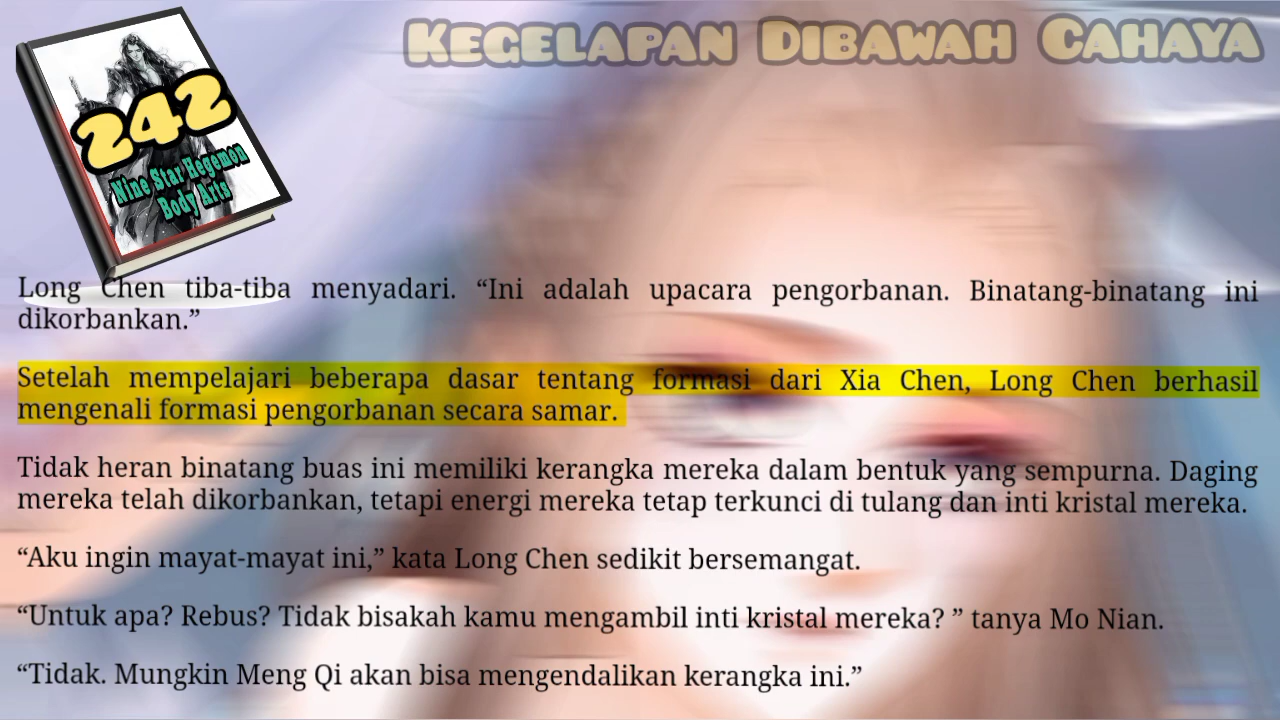 Kegelapan Dibawah Cahaya
242
Nine Star Hegemon
Body Arts
Long Chen tiba-tiba menyadari. “Ini adalah upacara pengorbanan. Binatang-binatang ini
dikorbankan.”
Setelah mempelajari beberapa dasar tentang formasi dari Xia Chen, Long Chen berhasil
mengenali formasi pengorbanan secara samar.
Tidak heran binatang buas ini memiliki kerangka mereka dalam bentuk yang sempurna. Daging
mereka telah dikorbankan, tetapi energi mereka tetap terkunci di tulang dan inti kristal mereka.
“Aku ingin mayat-mayat ini,” kata Long Chen sedikit bersemangat.
“Untuk apa? Rebus? Tidak bisakah kamu mengambil inti kristal mereka? ” tanya Mo Nian.
“Tidak. Mungkin Meng Qi akan bisa mengendalikan kerangka ini.”